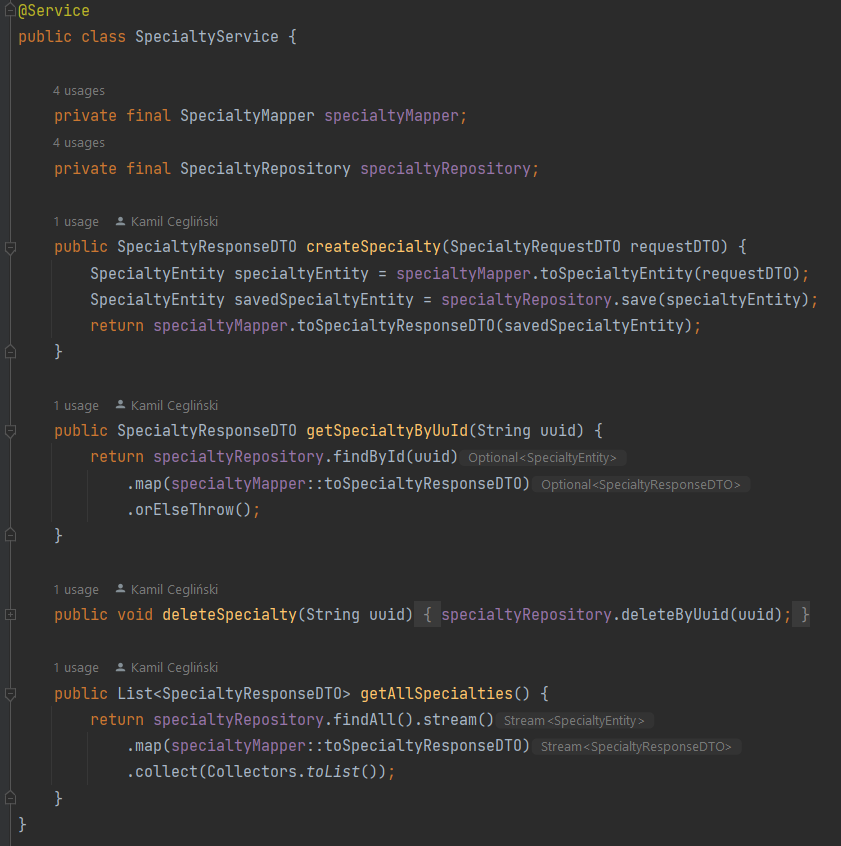 @Service
public class SpecialtyService {
4 usages
private final SpecialtyMapper specialtyMapper;
4 usages
private final SpecialtyRepository specialtyRepository;
1 usage Kamil Cegliński
public SpecialtyResponseDTO createSpecialty(SpecialtyRequestDTO requestDTO) {
SpecialtyEntity specialtyEntity = specialtyMapper.toSpecialtyEntity(requestDTO);
SpecialtyEntity savedSpecialtyEntity = specialtyRepository.save(specialtyEntity);
return specialtyMapper.toSpecialtyResponseDTO(savedSpecialtyEntity);
}
1 usage Kamil Cegliński
public SpecialtyResponseDTO getSpecialtyByUuId(String uuid) {
return specialtyRepository.findById(uuid) Optional<SpecialtyEntity>
.map(specialtyMapper::toSpecialtyResponseDTO) Optional<SpecialtyResponseDTO>
.orElseThrow();
}
1 usage Kamil Cegliński
public void deleteSpecialty(String uuid) { specialtyRepository.deleteByUuid(uuid); }
1 usage Kamil Cegliński
public List<SpecialtyResponseDTO> getAllSpecialties() {
return specialtyRepository.findAll().stream() Stream<SpecialtyEntity>
.map(specialtyMapper::toSpecialtyResponseDTO) Stream<SpecialtyResponseDTO>
.collect(Collectors.toList());
}
}